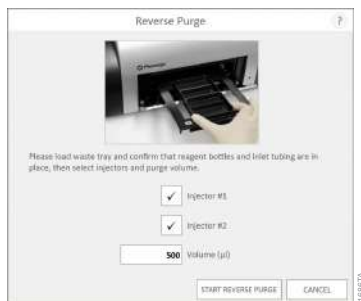 Reverse Purge
?
Promega
Please load waste tray and confirm that reagent bottles and inlet tubing are in
place, then select injectors and purge volume.
Injector #1
Injector #2
500 Volume (µl)
START REVERSE PURGE CANCEL